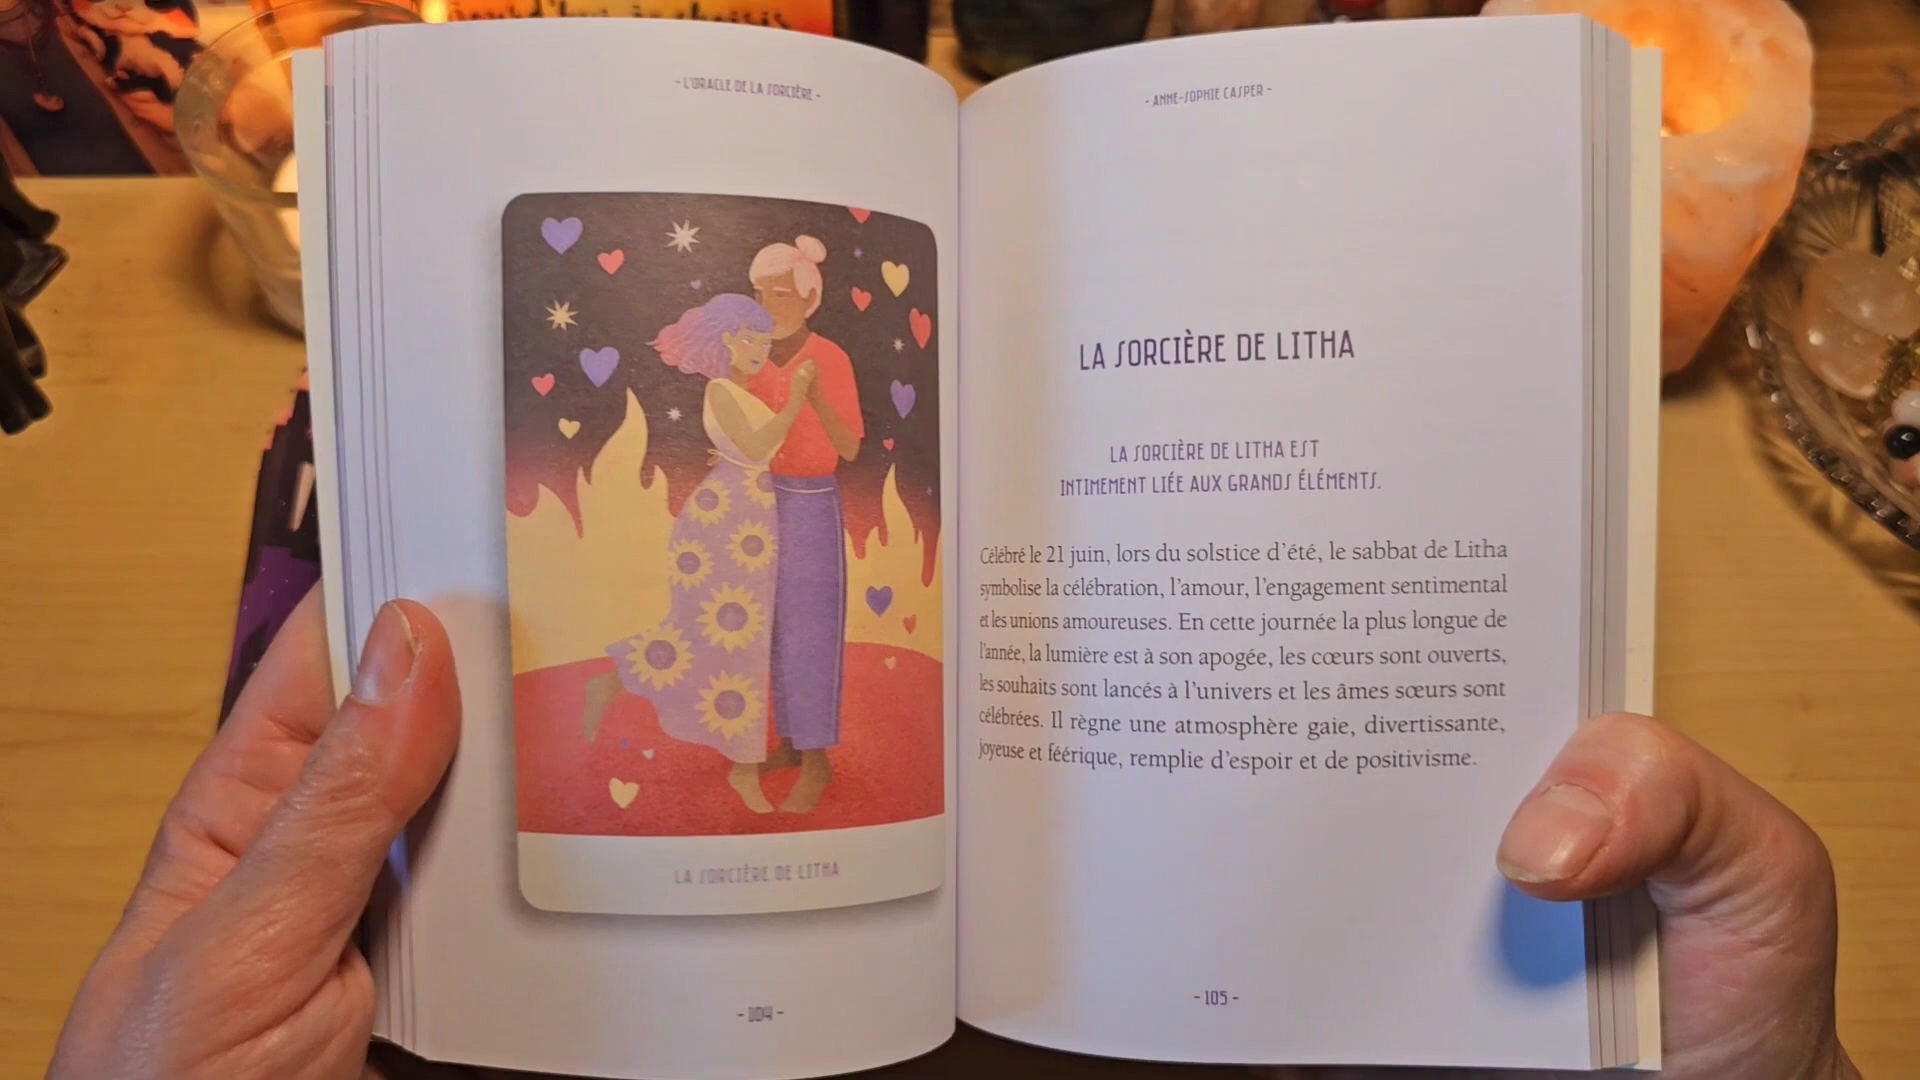 - L'ORACLE DE LA SORCIÈRE -
LA SORCIÈRE DE LITHA
- 104 -
- ANNE-SOPHIE CASPER -
LA SORCIÈRE DE LITHA
LA SORCIÈRE DE LITHA EST
INTIMEMENT LIÉE AUX GRANDS ÉLÉMENTS.
Célébré le 21 juin, lors du solstice d'été, le sabbat de Litha
symbolise la célébration, l'amour, l'engagement sentimental
et les unions amoureuses. En cette journée la plus longue de
l'année, la lumière est à son apogée, les cœurs sont ouverts,
les souhaits sont lancés à l'univers et les âmes sœurs sont
célébrées. Il règne une atmosphère gaie, divertissante,
joyeuse et féérique, remplie d'espoir et de positivisme.
- 105 -